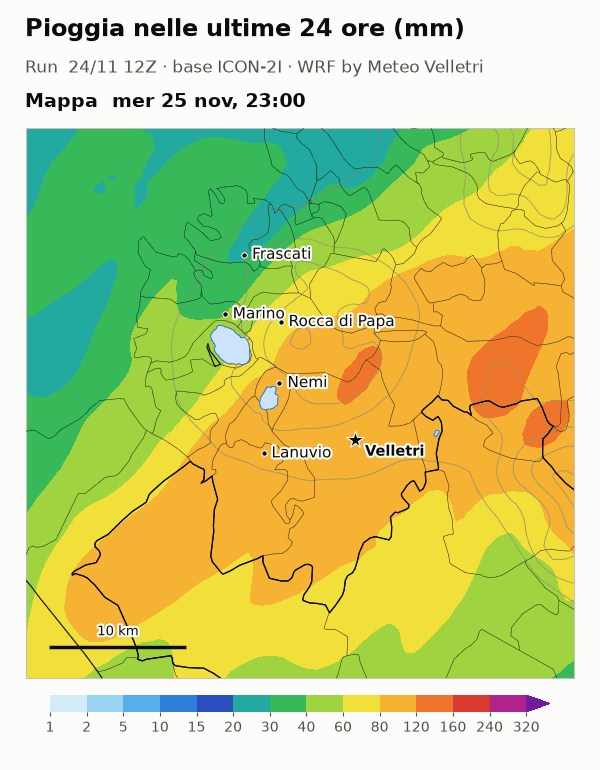 Pioggia nelle ultime 24 ore (mm)
Run  24/11 12Z · base ICON-2I · WRF by Meteo Velletri
Mappa  mer 25 nov, 23:00
Frascati
Marino
Rocca di Papa
Nemi
Velletri
Lanuvio
10 km
1 2 5 10 15 20 30 40 60 80 120 160 240 320